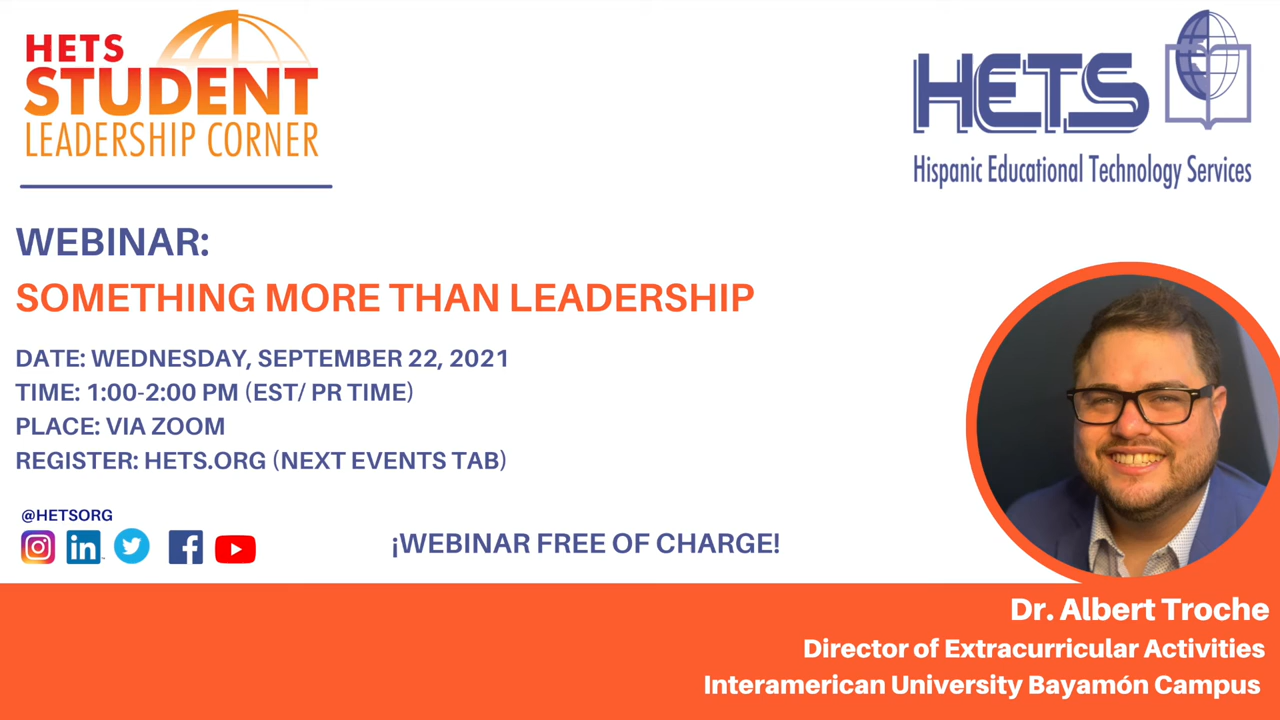 HETS
STUDENT
LEADERSHIP CORNER
HETS
Hispanic Educational Technology Services
WEBINAR:
SOMETHING MORE THAN LEADERSHIP
DATE: WEDNESDAY, SEPTEMBER 22, 2021
TIME: 1:00-2:00 PM (EST/ PR TIME)
PLACE: VIA ZOOM
REGISTER: HETS.ORG (NEXT EVENTS TAB)
@HETSORG
in
¡WEBINAR FREE OF CHARGE!
Dr. Albert Troche
Director of Extracurricular Activities
Interamerican University Bayamón Campus